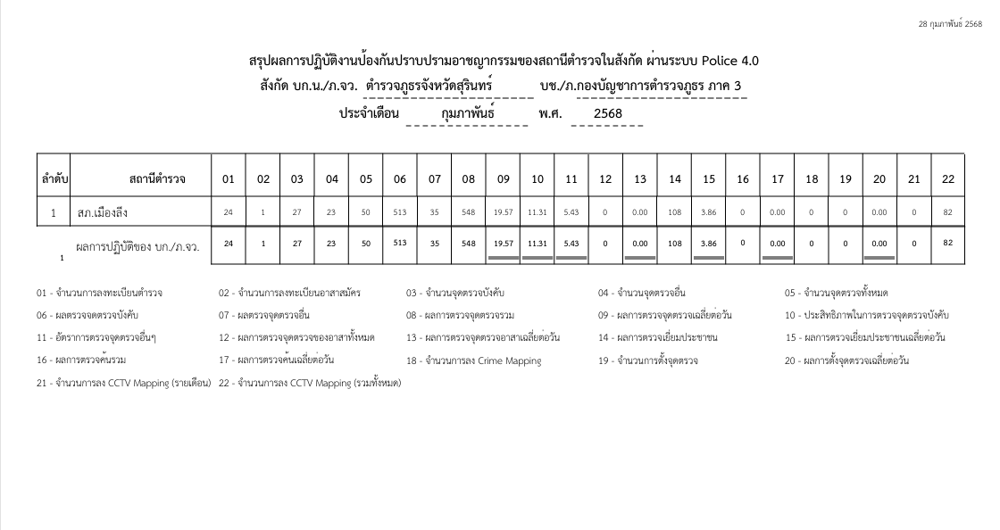 28 กุมภาพันธ์ 2568
สรุปผลการปฏิบัติงานป้องกันปราบปรามอาชญากรรมของสถานีตำรวจในสังกัด ผ่านระบบ Police 4.0
สังกัด บก.น./ภ.จว. ตำรวจภูธรจังหวัดสุรินทร์ บช./ภ.กองบัญชาการตำรวจภูธร ภาค 3
ประจำเดือน กุมภาพันธ์ พ.ศ. 2568
ลำดับ สถานีตำรวจ 01 02 03 04 05 06 07 08 09 10 11 12 13 14 15 16 17 18 19 20 21 22
1 สภ.เมืองลีง 24 1 27 23 50 513 35 548 19.57 11.31 5.43 0 0.00 108 3.86 0 0.00 0 0 0.00 0 82
1 ผลการปฏิบัติของ บก./ภ.จว. 24 1 27 23 50 513 35 548 19.57 11.31 5.43 0 0.00 108 3.86 0 0.00 0 0 0.00 0 82
01 - จำนวนการลงทะเบียนตำรวจ 02 - จำนวนการลงทะเบียนอาสาสมัคร 03 - จำนวนจุดตรวจบังคับ 04 - จำนวนจุดตรวจอื่น 05 - จำนวนจุดตรวจทั้งหมด
06 - ผลตรวจจดตรวจบังคับ 07 - ผลตรวจจุดตรวจอื่น 08 - ผลการตรวจจุดตรวจรวม 09 - ผลการตรวจจุดตรวจเฉลี่ยต่อวัน 10 - ประสิทธิภาพในการตรวจจุดตรวจบังคับ
11 - อัตราการตรวจจุดตรวจอื่นๆ 12 - ผลการตรวจจุดตรวจของอาสาทั้งหมด 13 - ผลการตรวจจุดตรวจอาสาเฉลี่ยต่อวัน 14 - ผลการตรวจเยี่ยมประชาชน 15 - ผลการตรวจเยี่ยมประชาชนเฉลี่ยต่อวัน
16 - ผลการตรวจค้นรวม 17 - ผลการตรวจค้นเฉลี่ยต่อวัน 18 - จำนวนการลง Crime Mapping 19 - จำนวนการตั้งจุดตรวจ 20 - ผลการตั้งจุดตรวจเฉลี่ยต่อวัน
21 - จำนวนการลง CCTV Mapping (รายเดือน) 22 - จำนวนการลง CCTV Mapping (รวมทั้งหมด)